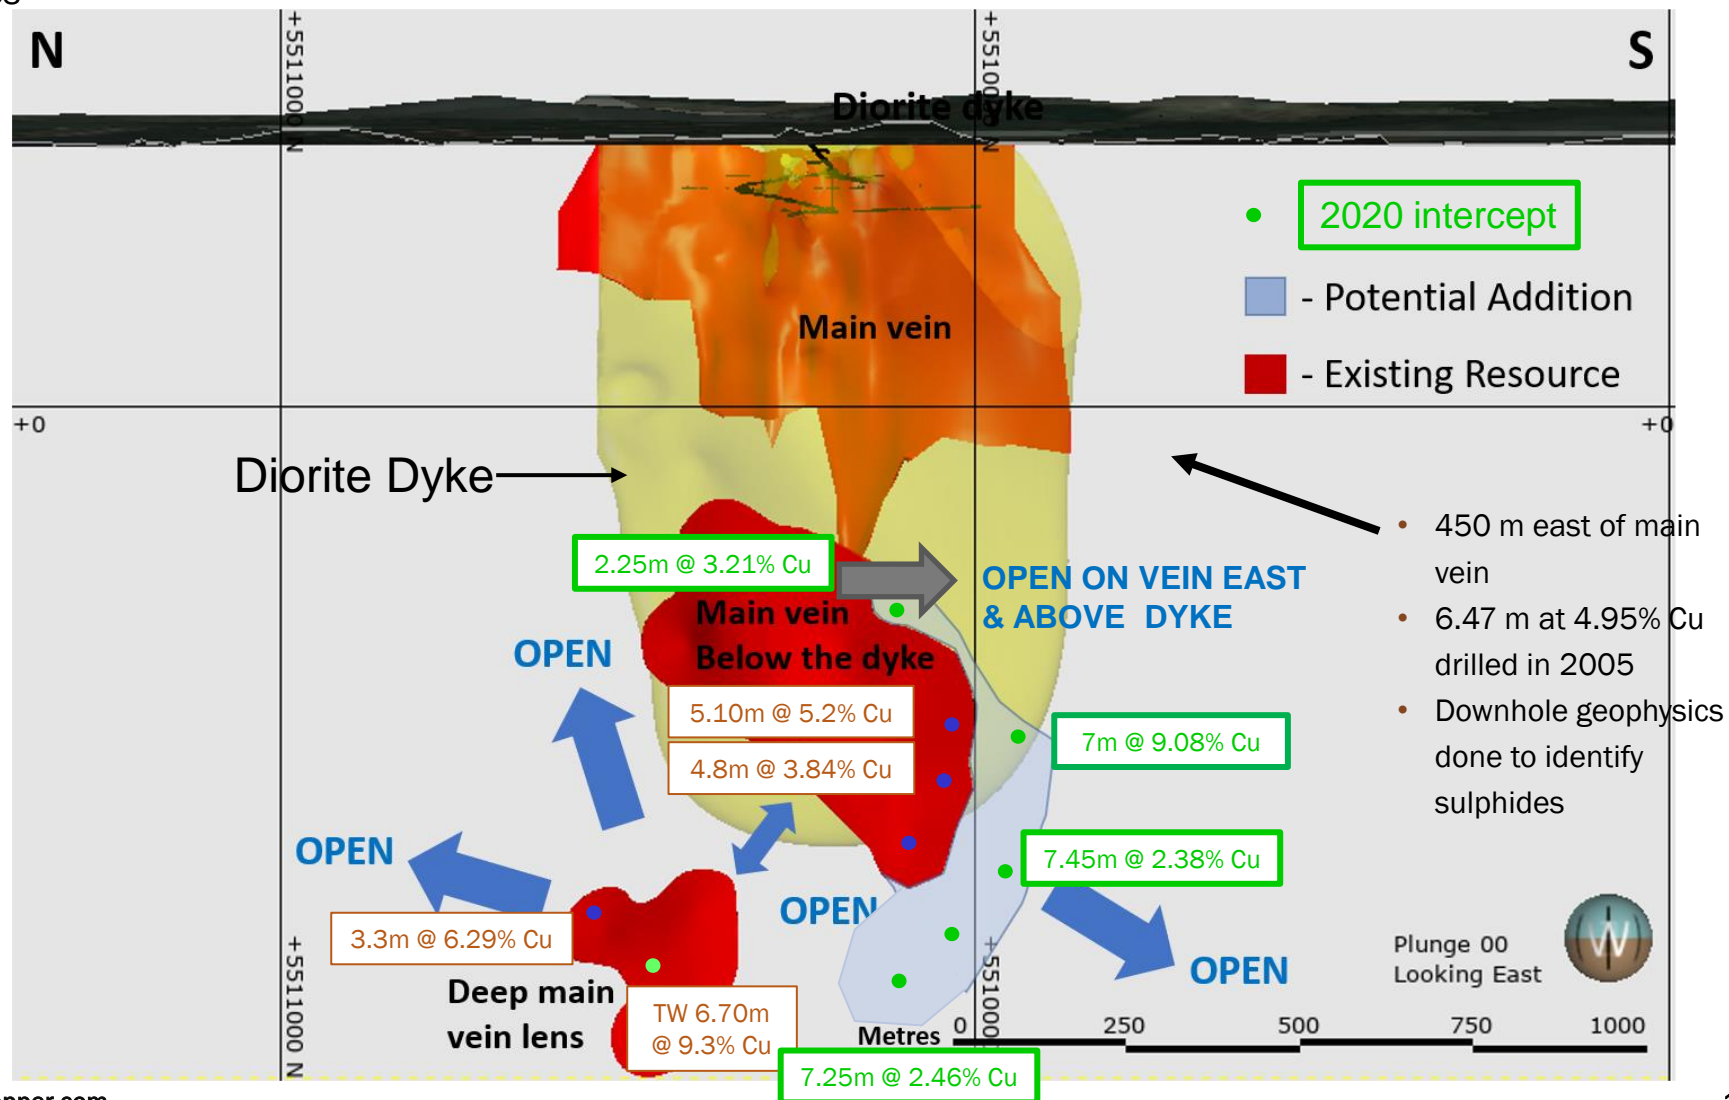 N
S
+5511000 N
Diorite dyke
2020 intercept
- Potential Addition
Main vein
- Existing Resource
+0
+0
Diorite Dyke
• 450 m east of main
vein
• 6.47 m at 4.95% Cu
drilled in 2005
• Downhole geophysics
done to identify
sulphides
2.25m @ 3.21% Cu
OPEN ON VEIN EAST
& ABOVE DYKE
Main vein
Below the dyke
OPEN
5.10m @ 5.2% Cu
4.8m @ 3.84% Cu
7m @ 9.08% Cu
7.45m @ 2.38% Cu
OPEN
OPEN
3.3m @ 6.29% Cu
OPEN
Plunge 00
Looking East
W
Deep main
vein lens
TW 6.70m
@ 9.3% Cu
+5511000 N
Metres 0 250 500 750 1000
7.25m @ 2.46% Cu